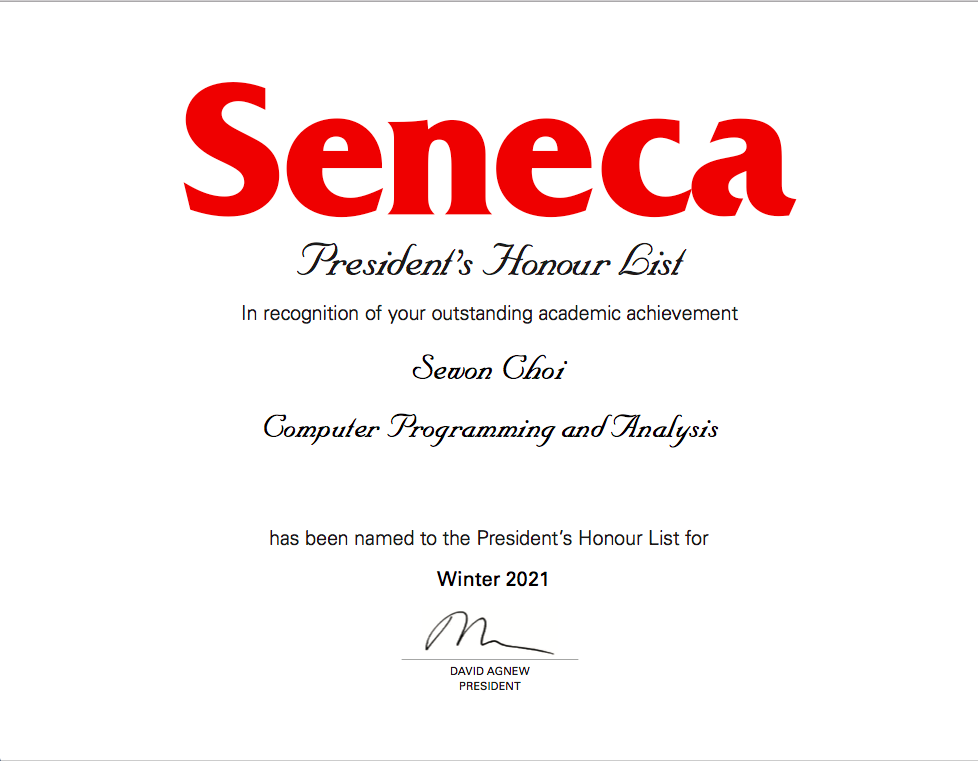 Seneca
President's Honour List
In recognition of your outstanding academic achievement
Sewon Choi
Computer Programming and Analysis
has been named to the President's Honour List for
Winter 2021
DAVID AGNEW
PRESIDENT